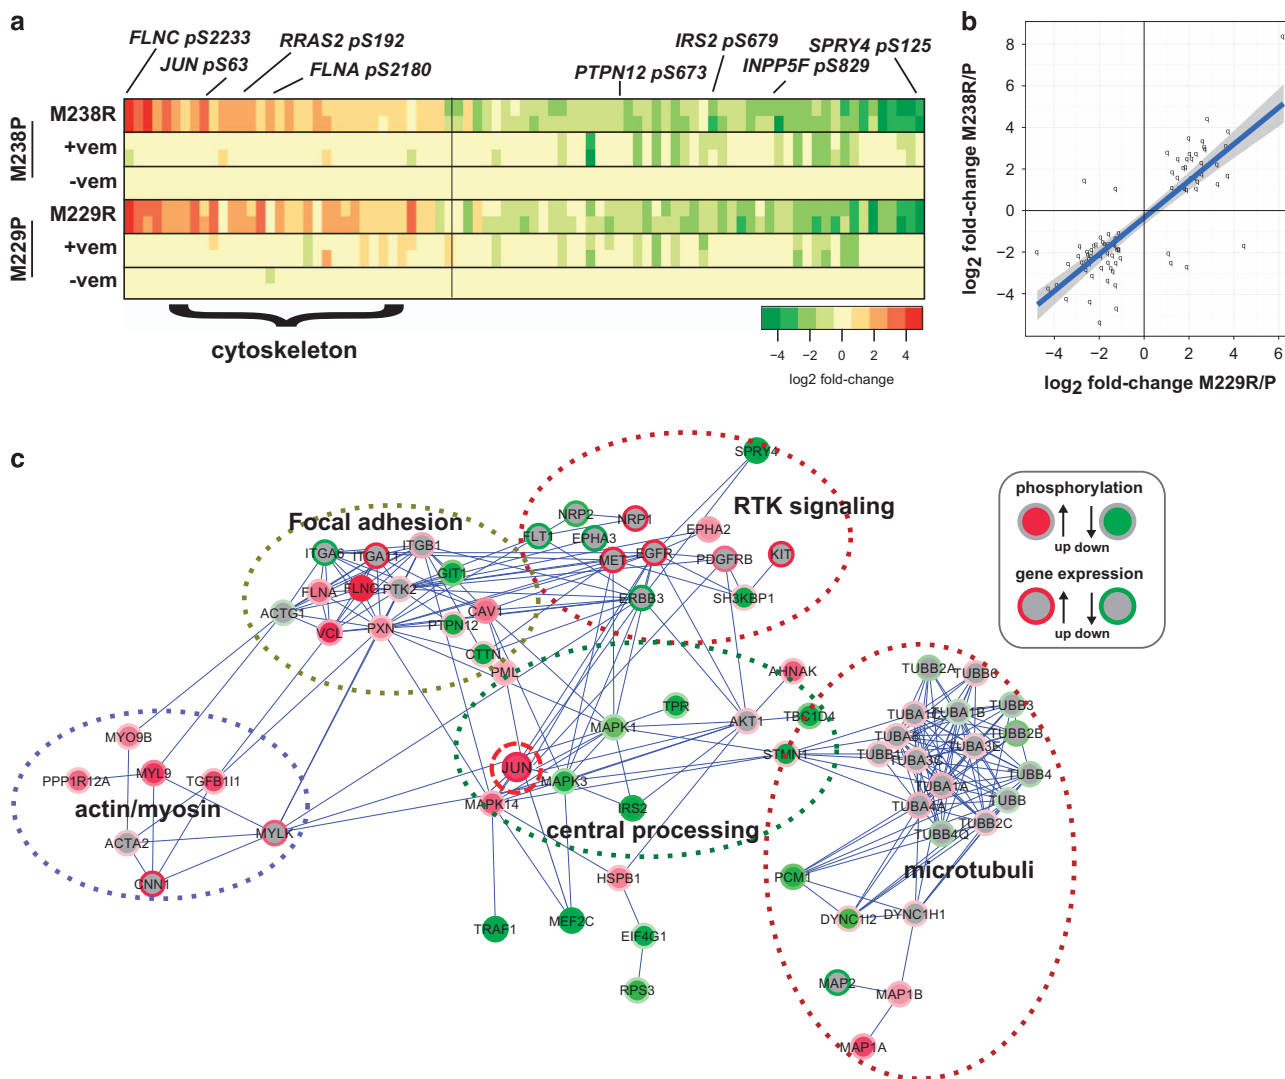 a
FLNC pS2233
RRAS2 pS192
JUN pS63
FLNA pS2180
IRS2 pS679
SPRY4 pS125
PTPN12 pS673
INPP5F pS829
M238P
M238R
+vem
-vem
M229P
M229R
+vem
-vem
cytoskeleton
−4 −2 0 2 4
log2 fold-change
b
log2 fold-change M238R/P
8
6
4
2
0
−2
−4
−4 −2 0 2 4 6
log2 fold-change M229R/P
c
SPRY4
RTK signaling
NRP2
NRP1
FLT1
EPHA3
EPHA2
MET
EGFR
PDGFRB
KIT
ERBB3
SH3KBP1
Focal adhesion
ITGA6
ITGA11
ITGB1
GIT1
FLNA
FLNC
PTK2
ACTG1
VCL
PXN
PTPN12
CAV1
CTTN
PML
phosphorylation
up down
gene expression
up down
AHNAK
TPR
MAPK1
AKT1
TBC1D4
STMN1
JUN
MAPK3
MAPK14
IRS2
central processing
MYO9B
PPP1R12A
MYL9
TGFB1I1
actin/myosin
ACTA2
MYLK
CNN1
HSPB1
TRAF1
MEF2C
EIF4G1
RPS3
TUBB2A
TUBB6
TUBA1B
TUBB3
TUBB2B
TUBA3E
TUBB1
TUBA3C
TUBB4
TUBA1A
TUBA4A
TUBB
TUBB2C
TUBB4Q
microtubuli
PCM1
DYNC1I2
DYNC1H1
MAP2
MAP1B
MAP1A